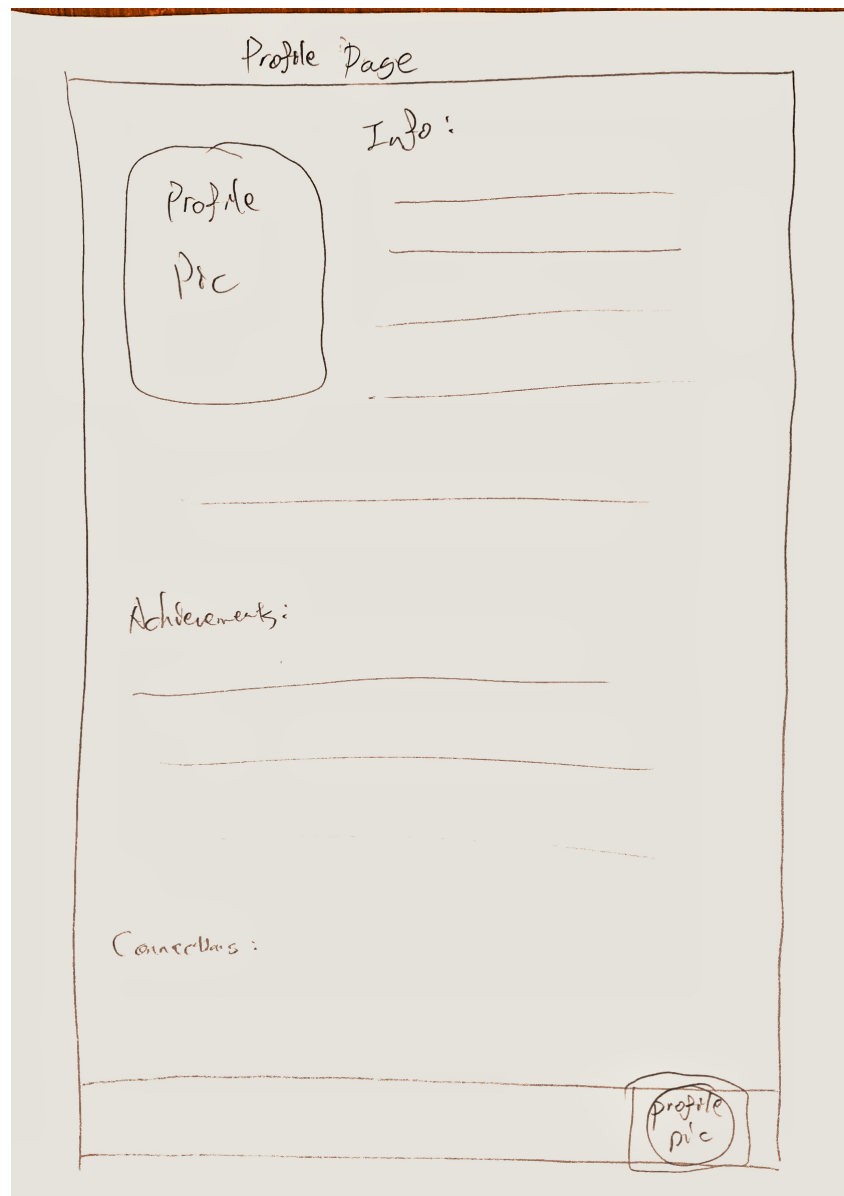 Profile Page
Info:
Profile
Pic
Achievements:
Connections:
profile
pic